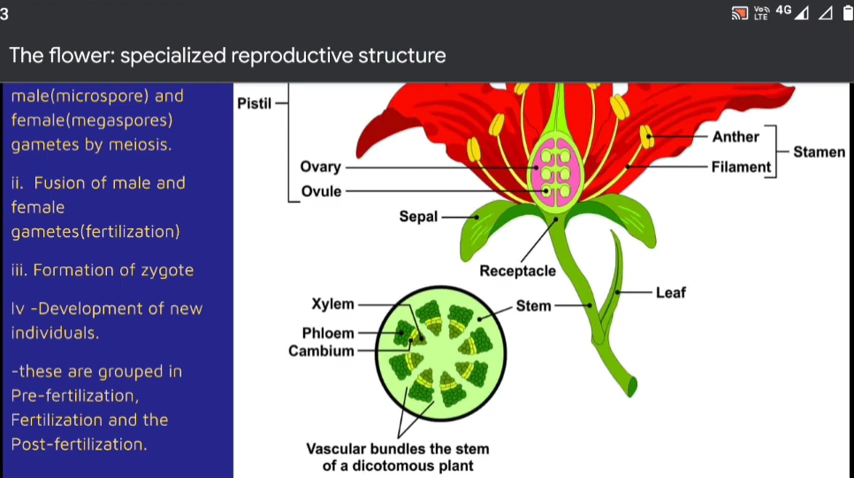 3
Vo))
LTE
4G
The flower: specialized reproductive structure
male(microspore) and
female(megaspores)
gametes by meiosis.
ii. Fusion of male and
female
gametes(fertilization)
iii. Formation of zygote
Iv -Development of new
individuals.
-these are grouped in
Pre-fertilization,
Fertilization and the
Post-fertilization.
Pistil
Ovary
Ovule
Sepal
Receptacle
Anther
Filament
Stamen
Xylem
Phloem
Cambium
Stem
Leaf
Vascular bundles the stem
of a dicotomous plant